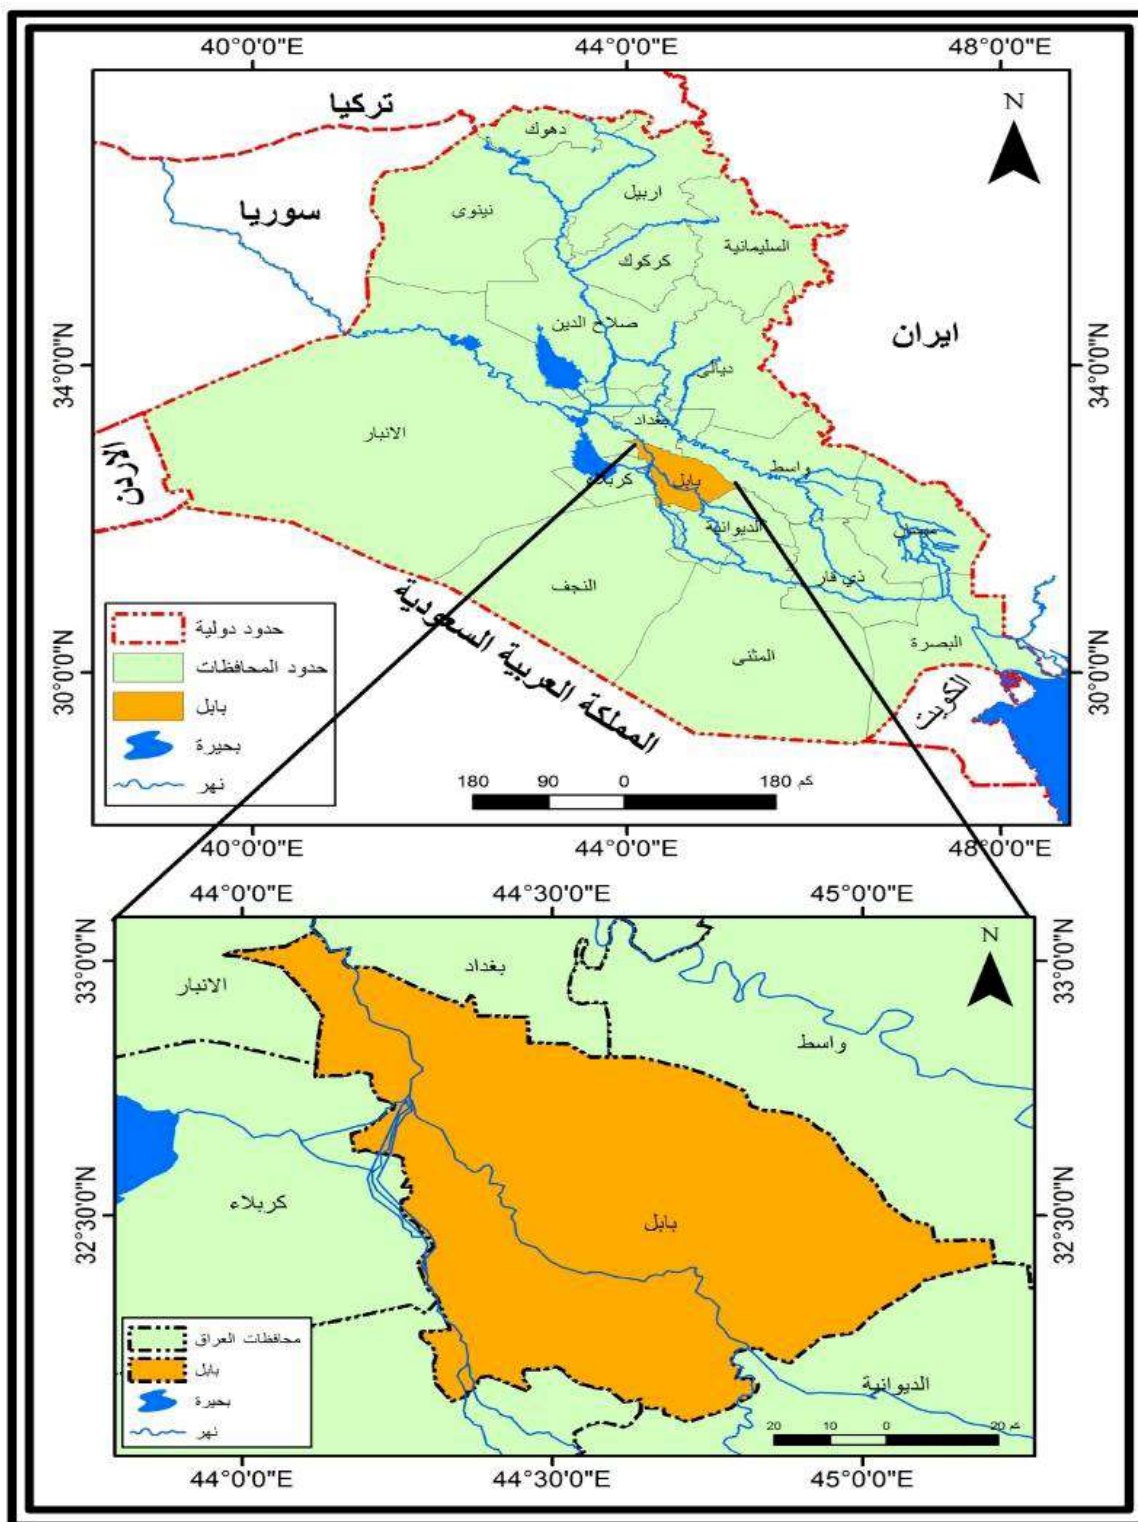 40°0'0"E 44°0'0"E 48°0'0"E
N
تركيا
دهوك
اربيل
سوريا
نينوى
السليمانية
كركوك
صلاح الدين
ايران
34°0'0"N
34°0'0"N
ديالى
بغداد
الانبار
الاردن
واسط
كربلاء
بابل
الديوانية
ميسان
ذي قار
النجف
المملكة العربية السعودية
المثنى
البصرة
الكويت
30°0'0"N
30°0'0"N
حدود دولية
حدود المحافظات
بابل
بحيرة
نهر
180 90 0 180 كم
40°0'0"E 44°0'0"E 48°0'0"E
44°0'0"E 44°30'0"E 45°0'0"E
N
33°0'0"N
33°0'0"N
بغداد
الانبار
واسط
كربلاء
بابل
32°30'0"N
32°30'0"N
محافظات العراق
بابل
بحيرة
نهر
الديوانية
20 10 0 20 كم
44°0'0"E 44°30'0"E 45°0'0"E